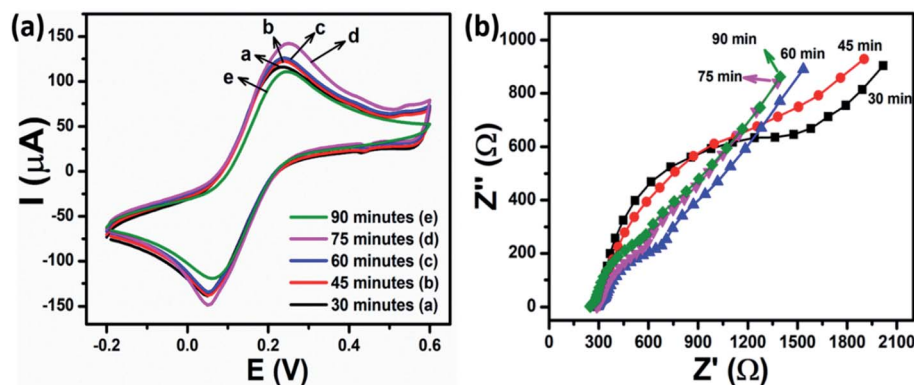 (a)
b
c
a
d
e
I (µA)
150
100
50
0
-50
-100
-150
90 minutes (e)
75 minutes (d)
60 minutes (c)
45 minutes (b)
30 minutes (a)
-0.2
0.0
0.2
0.4
0.6
E (V)
(b)
90 min
60 min
45 min
75 min
30 min
Z'' (Ω)
1000
800
600
400
200
0
0
300
600
900
1200
1500
1800
2100
Z' (Ω)